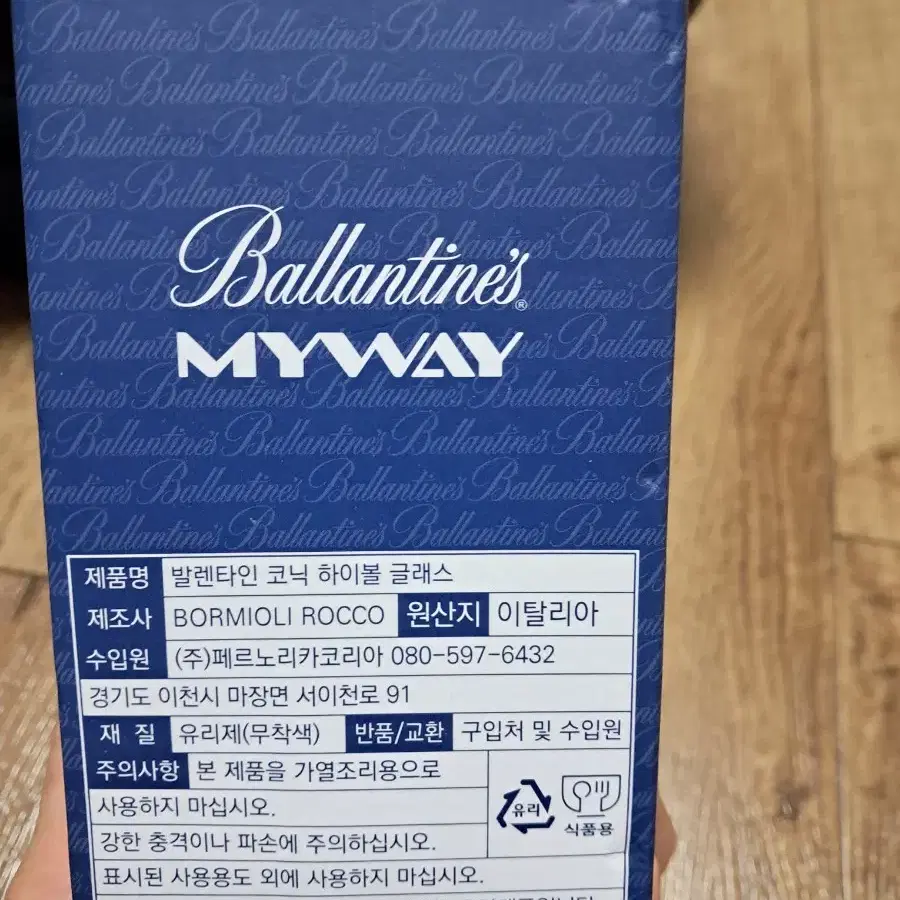 Ballantine's®
MYWAY
제품명 발렌타인 코닉 하이볼 글래스
제조사 BORMIOLI ROCCO 원산지 이탈리아
수입원 (주)페르노리카코리아 080-597-6432
경기도 이천시 마장면 서이천로 91
재 질 유리제(무착색) 반품/교환 구입처 및 수입원
주의사항 본 제품을 가열조리용으로
사용하지 마십시오.
강한 충격이나 파손에 주의하십시오.
유리
식품용
표시된 사용용도 외에 사용하지 마십시오.